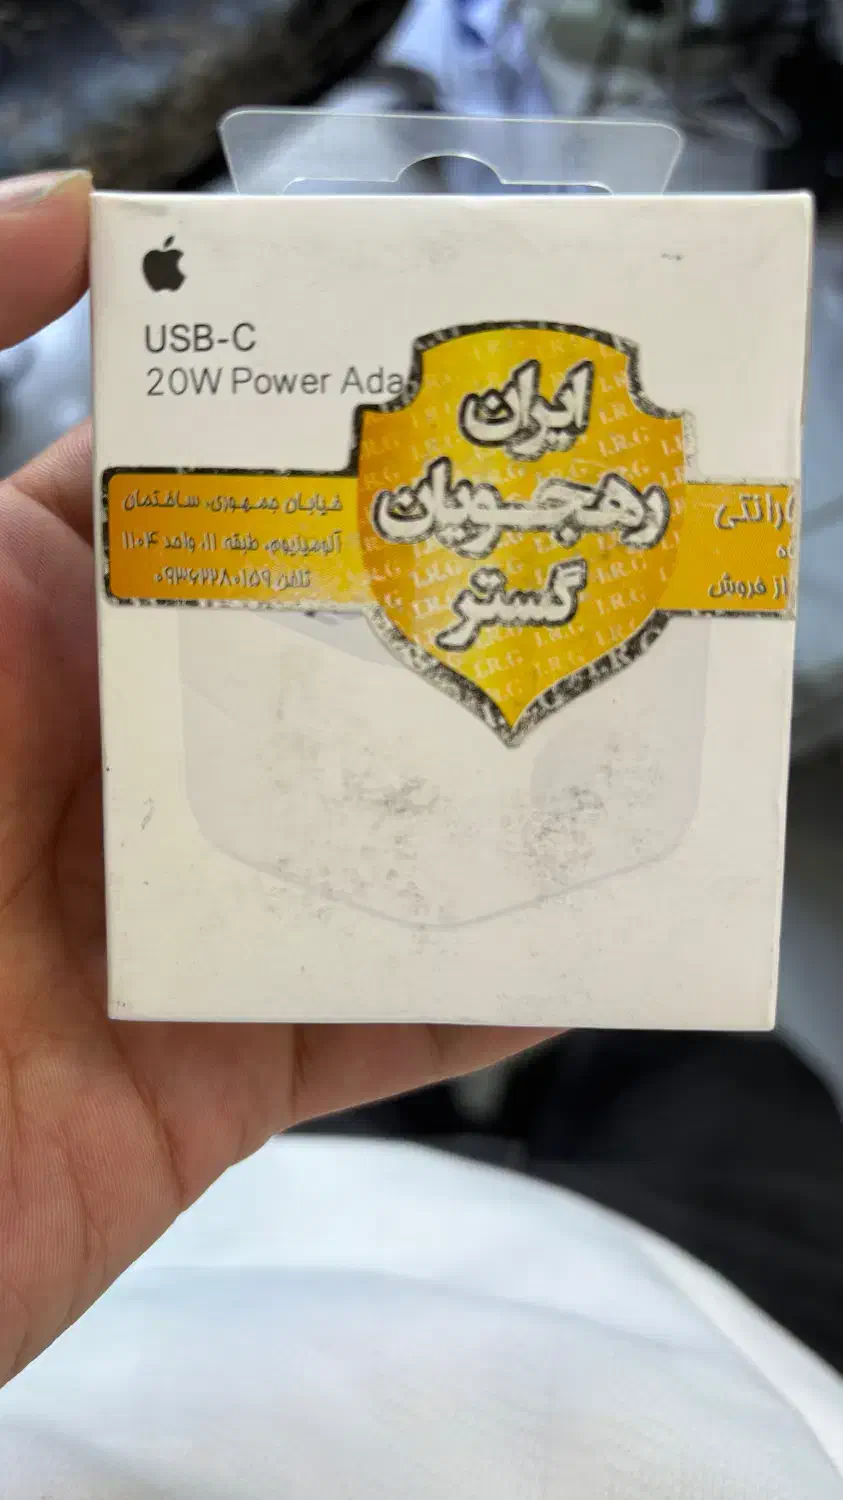 USB-C
20W Power Ada
ایران
رهجویان
گستر
خیابان جمهوری، ساختمان
آلومینیوم، طبقه ۱۱، واحد ۱۱۰۴
تلفن ۰۹۳۶۲۲۸۰۱۵۹
ارانتی
از فروش
I.R.G